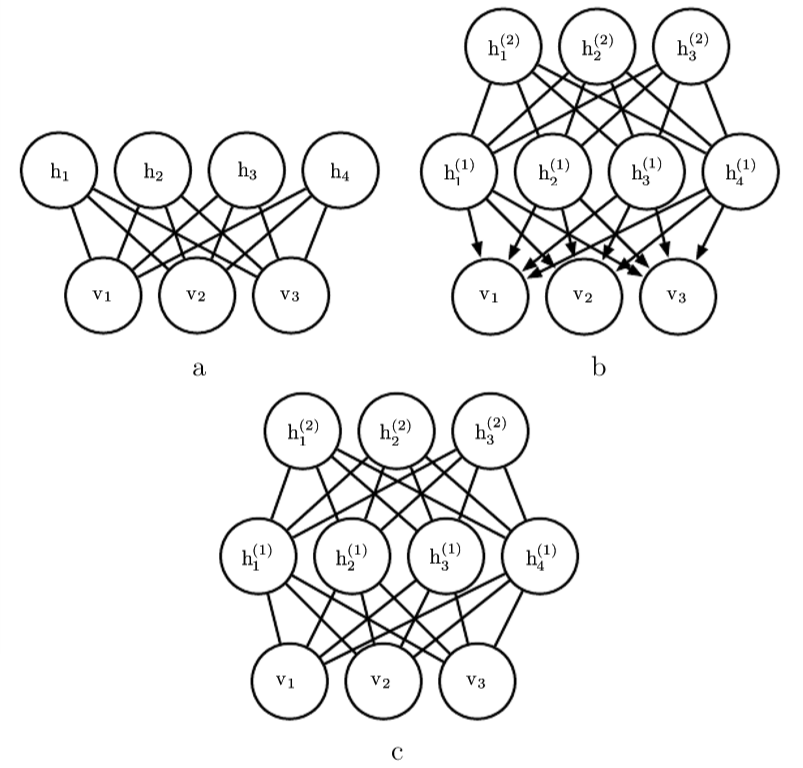 h₁ h₂ h₃ h₄
v₁ v₂ v₃
a
h₁⁽²⁾ h₂⁽²⁾ h₃⁽²⁾
h₁⁽¹⁾ h₂⁽¹⁾ h₃⁽¹⁾ h₄⁽¹⁾
v₁ v₂ v₃
b
h₁⁽²⁾ h₂⁽²⁾ h₃⁽²⁾
h₁⁽¹⁾ h₂⁽¹⁾ h₃⁽¹⁾ h₄⁽¹⁾
v₁ v₂ v₃
c